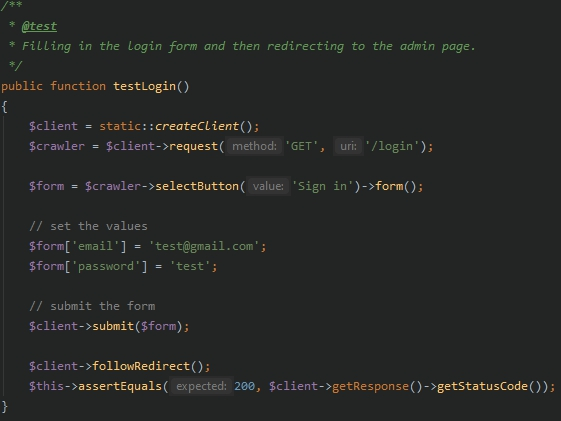 /**
 * @test
 * Filling in the login form and then redirecting to the admin page.
 */
public function testLogin()
{
    $client = static::createClient();
    $crawler = $client->request( method: 'GET', uri: '/login');

    $form = $crawler->selectButton( value: 'Sign in')->form();

    // set the values
    $form['email'] = 'test@gmail.com';
    $form['password'] = 'test';

    // submit the form
    $client->submit($form);

    $client->followRedirect();
    $this->assertEquals( expected: 200, $client->getResponse()->getStatusCode());
}